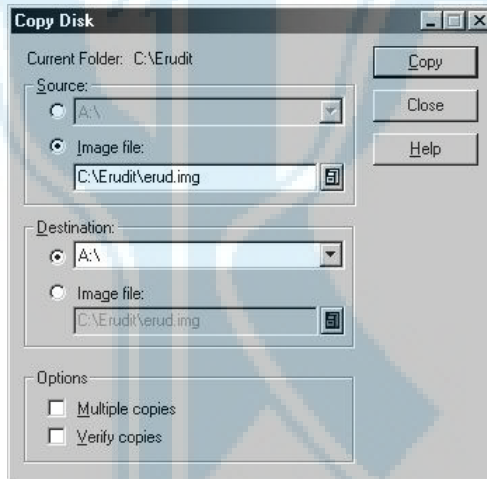 Copy Disk
Current Folder: C:\Erudit
Copy
Source:
A:\
Close
Image file:
Help
C:\Erudit\erud.img
Destination:
A:\
Image file:
C:\Erudit\erud.img
Options
Multiple copies
Verify copies